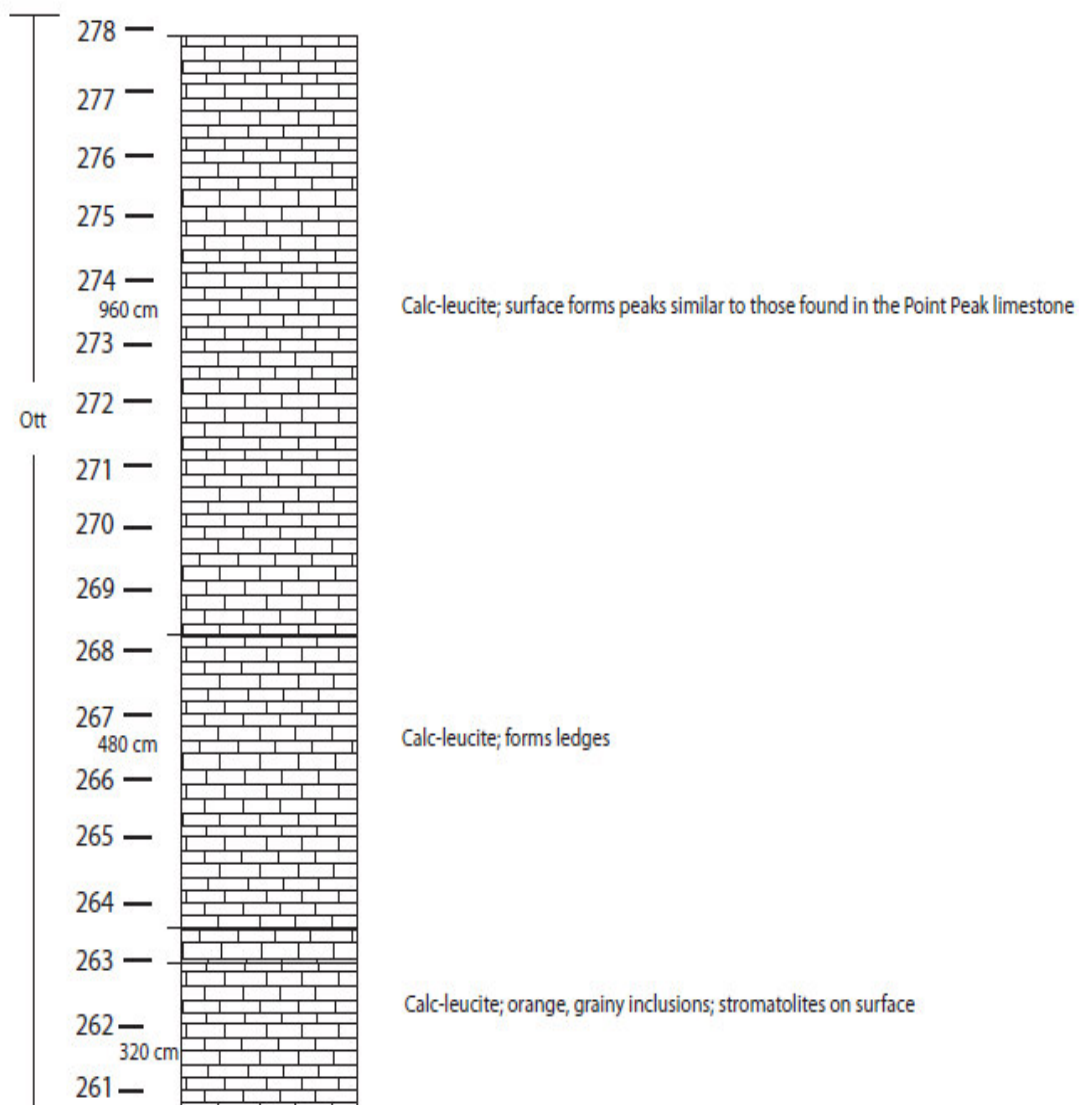 278
277
276
275
274
960 cm
Calc-leucite; surface forms peaks similar to those found in the Point Peak limestone
273
272
Ott
271
270
269
268
267
480 cm
Calc-leucite; forms ledges
266
265
264
263
Calc-leucite; orange, grainy inclusions; stromatolites on surface
262
320 cm
261